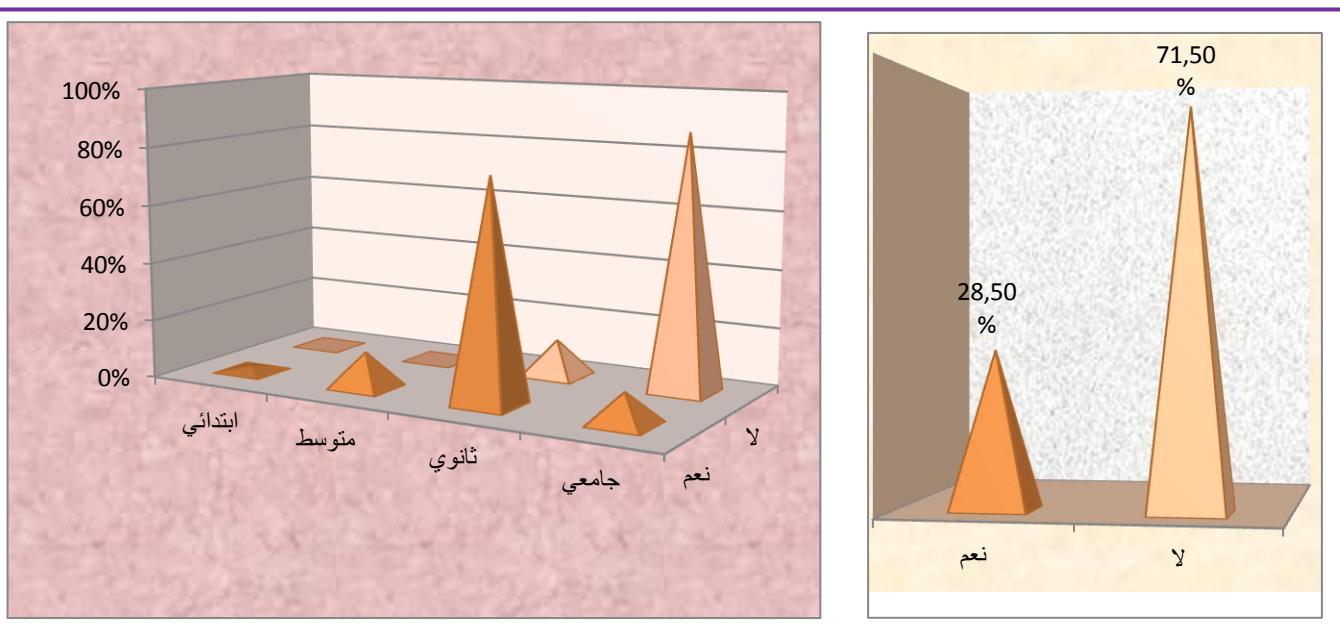 100%
80%
60%
40%
20%
0%
ابتدائي
متوسط
ثانوي
جامعي
نعم
لا
71,50
%
28,50
%
نعم
لا